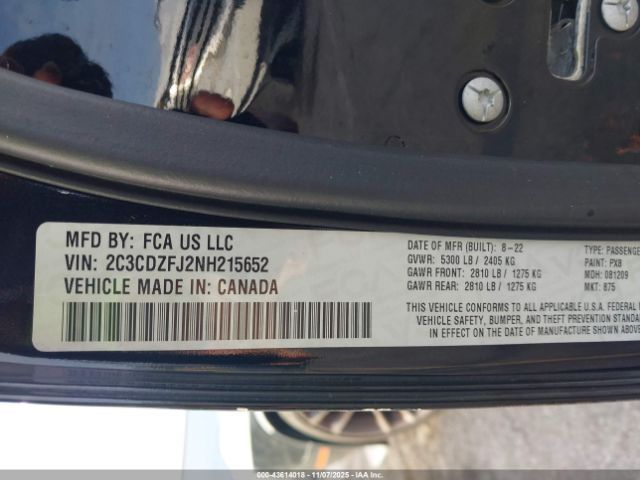 MFD BY: FCA US LLC
VIN: 2C3CDZFJ2NH215652
VEHICLE MADE IN: CANADA
DATE OF MFR (BUILT): 8-22
GVWR: 5300 LB / 2405 KG
GAWR FRONT: 2810 LB / 1275 KG
GAWR REAR: 2810 LB / 1275 KG
TYPE: PASSENGE
PAINT: PXB
MDH: 081209
MKT: 875
THIS VEHICLE CONFORMS TO ALL APPLICABLE U.S.A. FEDERAL M
VEHICLE SAFETY, BUMPER, AND THEFT PREVENTION STANDA
IN EFFECT ON THE DATE OF MANUFACTURE SHOWN ABOVE
000-43614018 - 11/07/2025 - IAAI.com